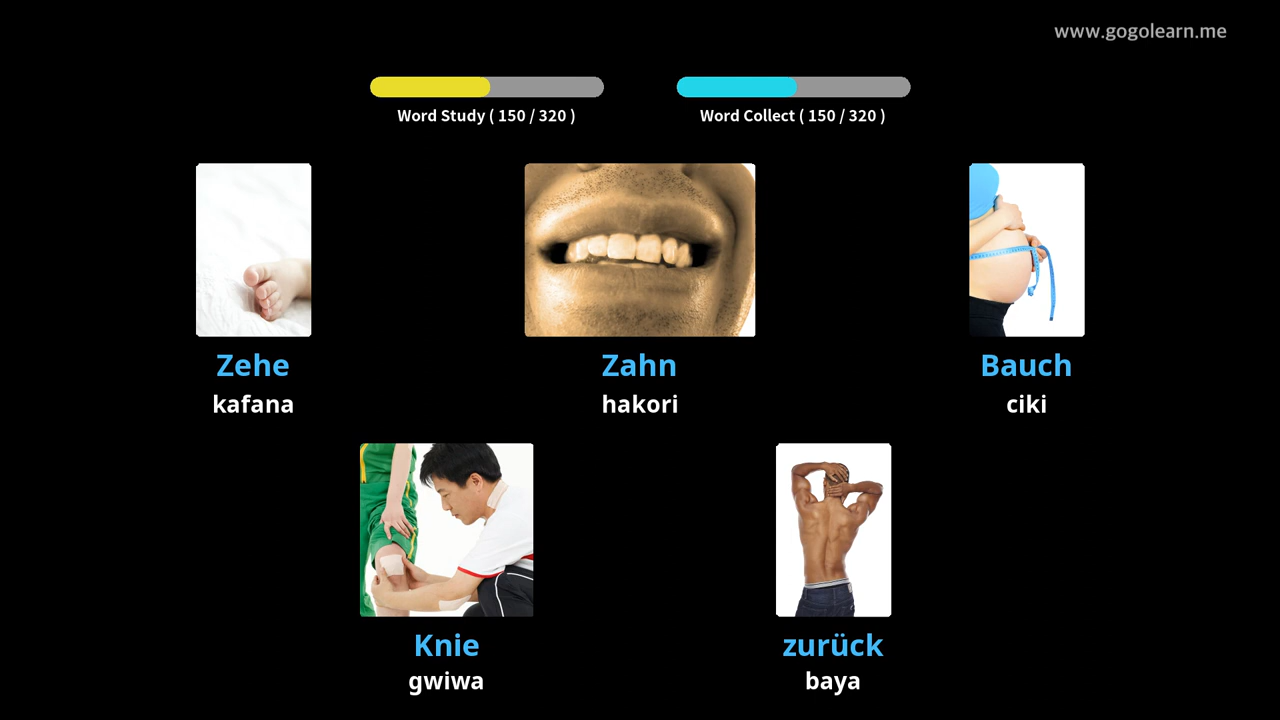 www.gogolearn.me
Word Study ( 150 / 320 )
Word Collect ( 150 / 320 )
Zehe
kafana
Zahn
hakori
Bauch
ciki
Knie
gwiwa
zurück
baya